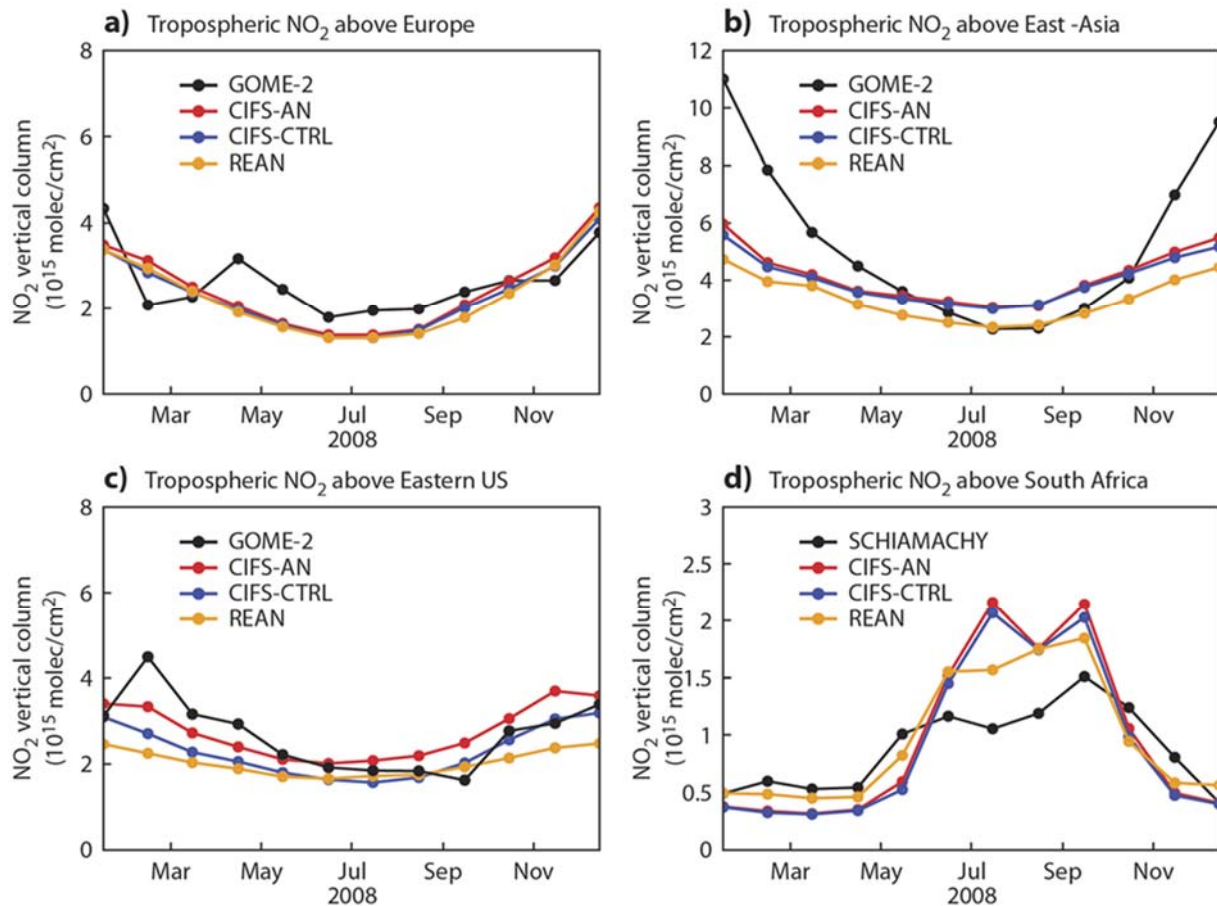 a) Tropospheric NO2 above Europe
8
6
4
2
0
NO2 vertical column
(10^15 molec/cm^2)
GOME-2
CIFS-AN
CIFS-CTRL
REAN
Mar May Jul Sep Nov
2008
b) Tropospheric NO2 above East -Asia
12
10
8
6
4
2
0
NO2 vertical column
(10^15 molec/cm^2)
GOME-2
CIFS-AN
CIFS-CTRL
REAN
Mar May Jul Sep Nov
2008
c) Tropospheric NO2 above Eastern US
8
6
4
2
0
NO2 vertical column
(10^15 molec/cm^2)
GOME-2
CIFS-AN
CIFS-CTRL
REAN
Mar May Jul Sep Nov
2008
d) Tropospheric NO2 above South Africa
3
2.5
2
1.5
1
0.5
0
NO2 vertical column
(10^15 molec/cm^2)
SCHIAMACHY
CIFS-AN
CIFS-CTRL
REAN
Mar May Jul Sep Nov
2008